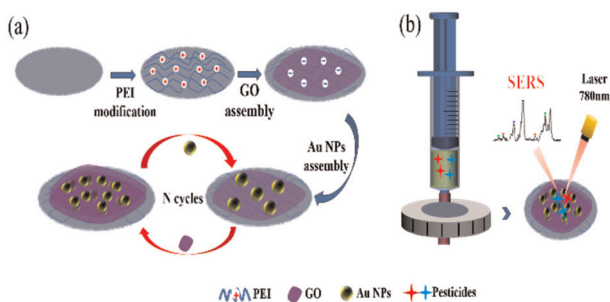 (a)
PEI
modification
GO
assembly
Au NPs
assembly
N cycles
(b)
SERS
Laser
780nm
PEI
GO
Au NPs
Pesticides